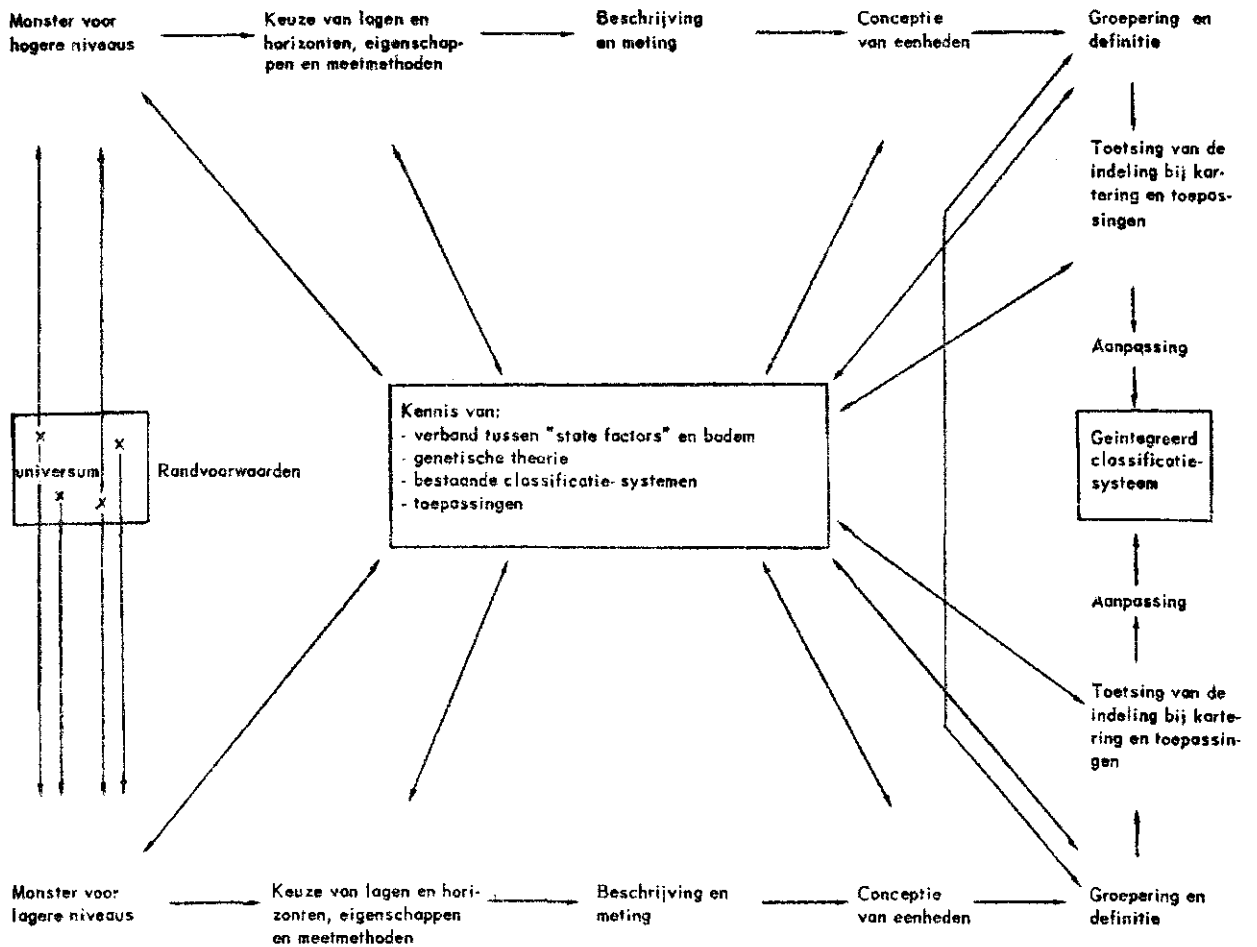 Monster voor
hogere niveaus
Keuze van lagen en
horizonten, eigenschap-
pen en meetmethoden
Beschrijving
en meting
Conceptie
van eenheden
Groepering en
definitie
Toetsing van de
indeling bij kar-
tering en toepas-
singen
Aanpassing
x
x
universum
x
x
Randvoorwaarden
Kennis van:
- verband tussen "state factors" en bodem
- genetische theorie
- bestaande classificatie- systemen
- toepassingen
Geïntegreerd
classificatie-
systeem
Aanpassing
Toetsing van de
indeling bij karte-
ring en toepassin-
gen
Monster voor
lagere niveaus
Keuze van lagen en hori-
zonten, eigenschappen
en meetmethoden
Beschrijving en
meting
Conceptie
van eenheden
Groepering en
definitie